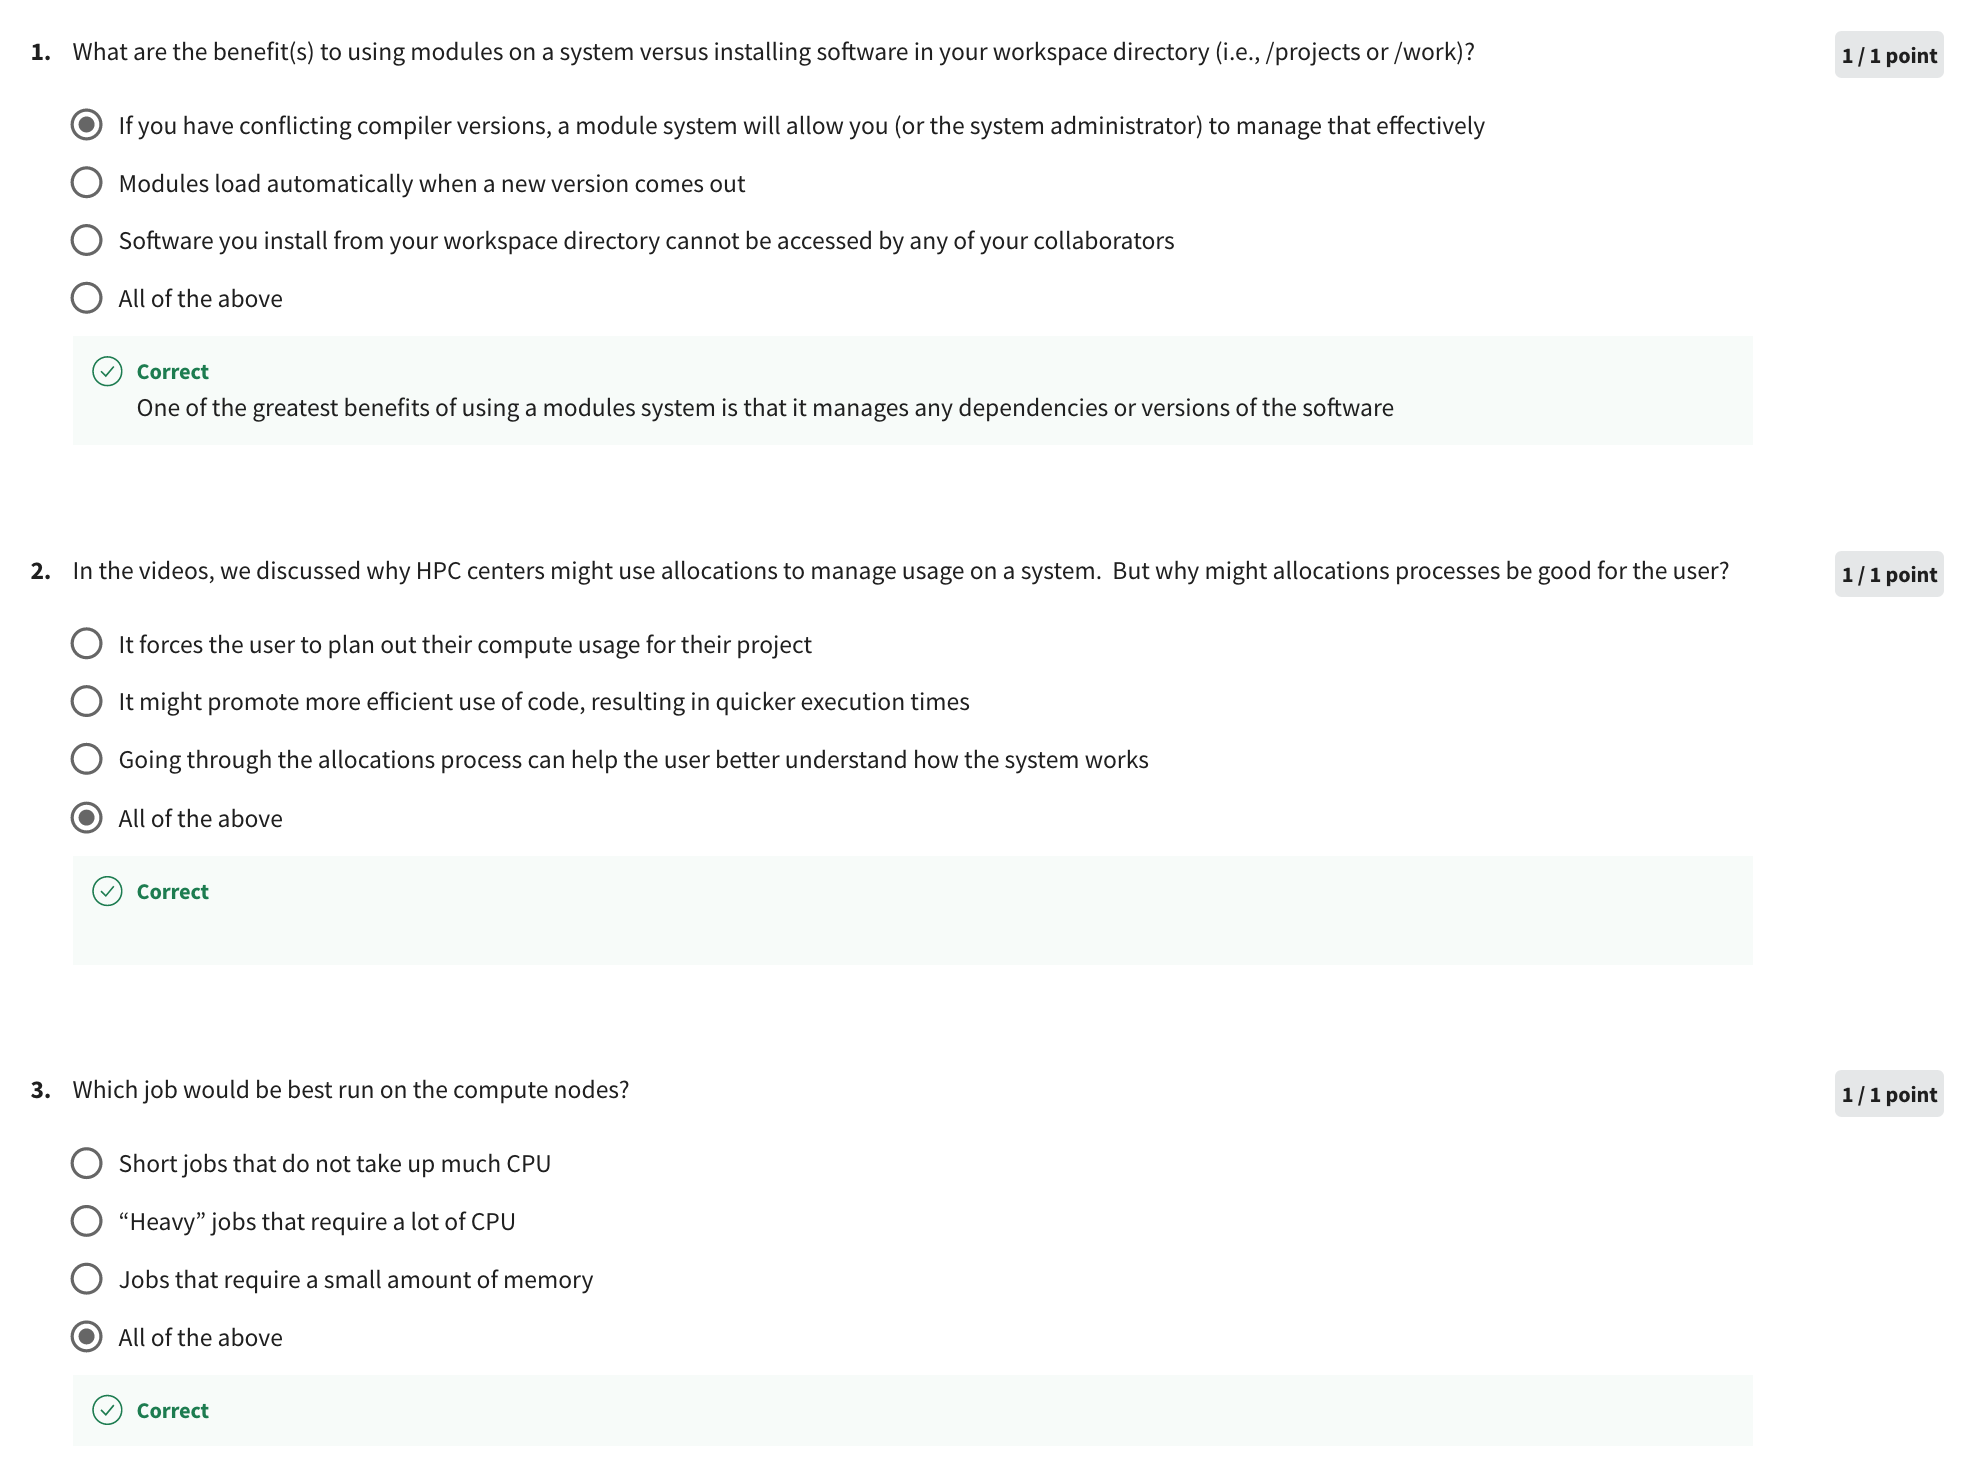 1. What are the benefit(s) to using modules on a system versus installing software in your workspace directory (i.e., /projects or /work)?
1 / 1 point
If you have conflicting compiler versions, a module system will allow you (or the system administrator) to manage that effectively
Modules load automatically when a new version comes out
Software you install from your workspace directory cannot be accessed by any of your collaborators
All of the above
Correct
One of the greatest benefits of using a modules system is that it manages any dependencies or versions of the software
2. In the videos, we discussed why HPC centers might use allocations to manage usage on a system.  But why might allocations processes be good for the user?
1 / 1 point
It forces the user to plan out their compute usage for their project
It might promote more efficient use of code, resulting in quicker execution times
Going through the allocations process can help the user better understand how the system works
All of the above
Correct
3. Which job would be best run on the compute nodes?
1 / 1 point
Short jobs that do not take up much CPU
“Heavy” jobs that require a lot of CPU
Jobs that require a small amount of memory
All of the above
Correct